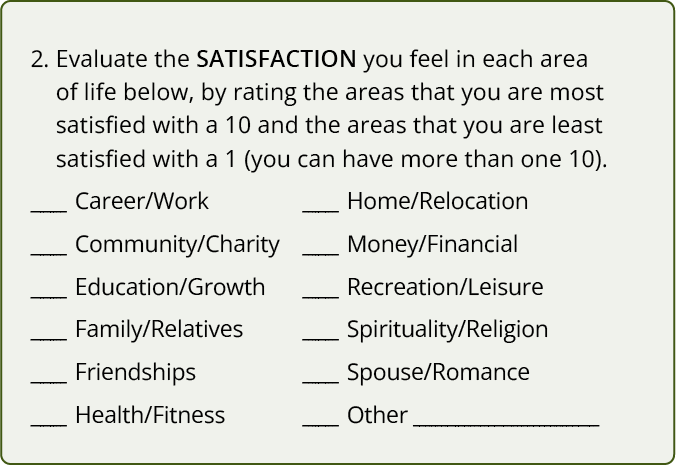 2. Evaluate the SATISFACTION you feel in each area
of life below, by rating the areas that you are most
satisfied with a 10 and the areas that you are least
satisfied with a 1 (you can have more than one 10).
____ Career/Work ____ Home/Relocation
____ Community/Charity ____ Money/Financial
____ Education/Growth ____ Recreation/Leisure
____ Family/Relatives ____ Spirituality/Religion
____ Friendships ____ Spouse/Romance
____ Health/Fitness ____ Other ________________